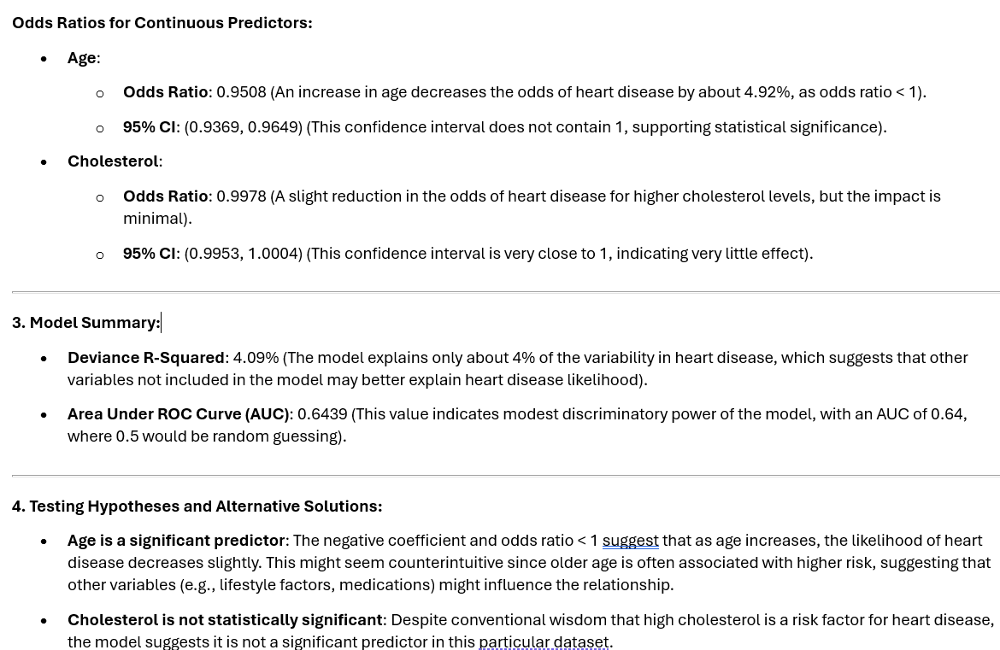 Odds Ratios for Continuous Predictors:
• Age:
o Odds Ratio: 0.9508 (An increase in age decreases the odds of heart disease by about 4.92%, as odds ratio < 1).
o 95% CI: (0.9369, 0.9649) (This confidence interval does not contain 1, supporting statistical significance).
• Cholesterol:
o Odds Ratio: 0.9978 (A slight reduction in the odds of heart disease for higher cholesterol levels, but the impact is
minimal).
o 95% CI: (0.9953, 1.0004) (This confidence interval is very close to 1, indicating very little effect).
3. Model Summary:
• Deviance R-Squared: 4.09% (The model explains only about 4% of the variability in heart disease, which suggests that other
variables not included in the model may better explain heart disease likelihood).
• Area Under ROC Curve (AUC): 0.6439 (This value indicates modest discriminatory power of the model, with an AUC of 0.64,
where 0.5 would be random guessing).
4. Testing Hypotheses and Alternative Solutions:
• Age is a significant predictor: The negative coefficient and odds ratio < 1 suggest that as age increases, the likelihood of heart
disease decreases slightly. This might seem counterintuitive since older age is often associated with higher risk, suggesting that
other variables (e.g., lifestyle factors, medications) might influence the relationship.
• Cholesterol is not statistically significant: Despite conventional wisdom that high cholesterol is a risk factor for heart disease,
the model suggests it is not a significant predictor in this particular dataset.